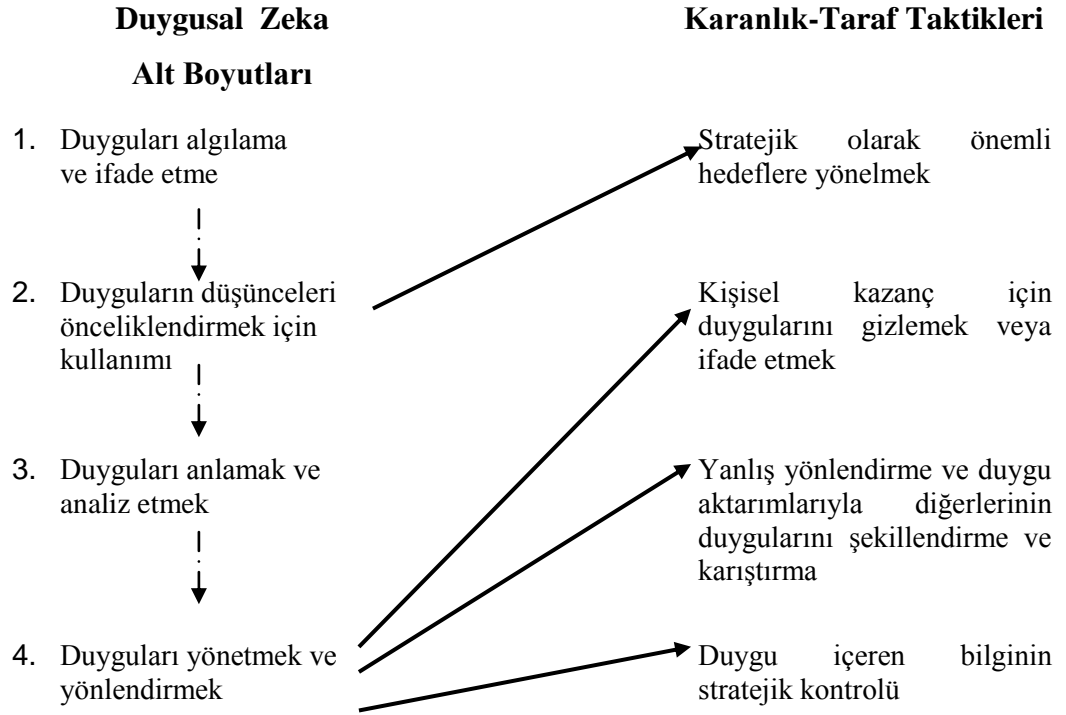 Duygusal Zeka
Alt Boyutları
Karanlık-Taraf Taktikleri
1. Duyguları algılama
ve ifade etme
Stratejik olarak önemli
hedeflere yönelmek
2. Duyguların düşünceleri
önceliklendirmek için
kullanımı
Kişisel kazanç için
duygularını gizlemek veya
ifade etmek
3. Duyguları anlamak ve
analiz etmek
Yanlış yönlendirme ve duygu
aktarımlarıyla diğerlerinin
duygularını şekillendirme ve
karıştırma
4. Duyguları yönetmek ve
yönlendirmek
Duygu içeren bilginin
stratejik kontrolü